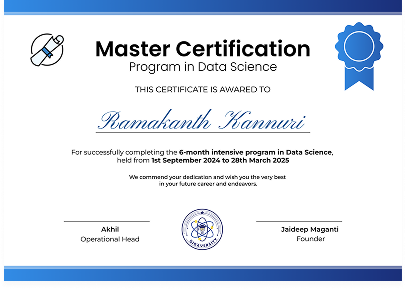 Master Certification
Program in Data Science
THIS CERTIFICATE IS AWARED TO
Ramakanth Kannuri
For successfully completing the 6-month intensive program in Data Science,
held from 1st September 2024 to 28th March 2025
We commend your dedication and wish you the very best
in your future career and endeavors.
Akhil
Operational Head
Jaideep Maganti
Founder